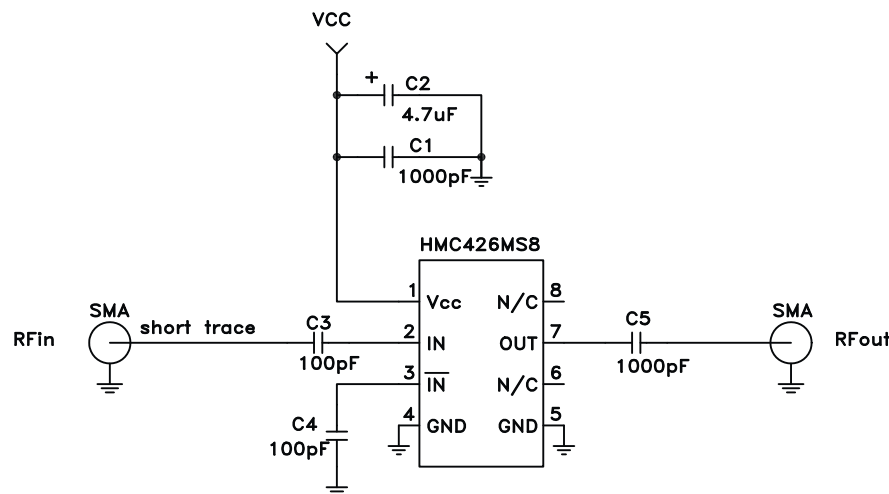 VCC
+
C2
4.7uF
C1
1000pF
HMC426MS8
1
Vcc
N/C
8
SMA
RFin
short trace
C3
100pF
2
IN
OUT
7
C5
1000pF
SMA
RFout
3
IN
N/C
6
C4
100pF
4
GND
GND
5